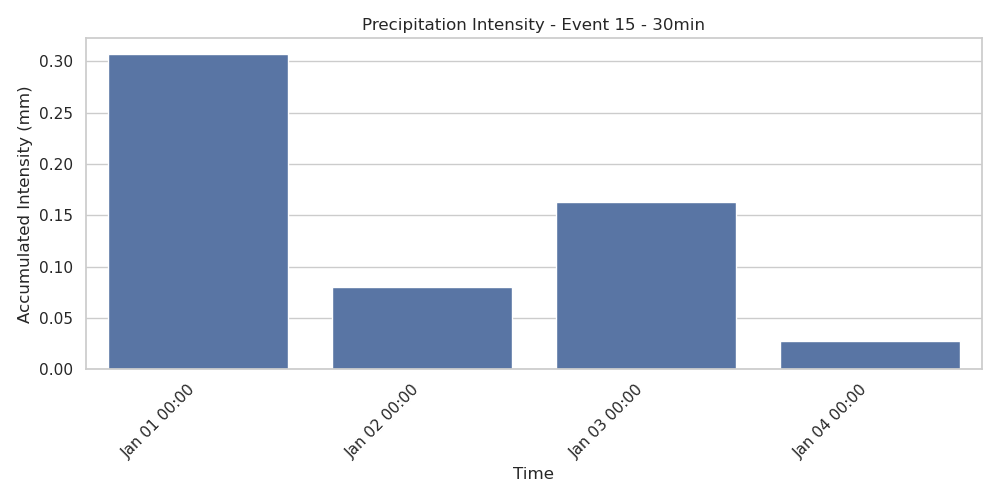 Precipitation Intensity - Event 15 - 30min
Accumulated Intensity (mm)
0.30
0.25
0.20
0.15
0.10
0.05
0.00
Jan 01 00:00
Jan 02 00:00
Jan 03 00:00
Jan 04 00:00
Time